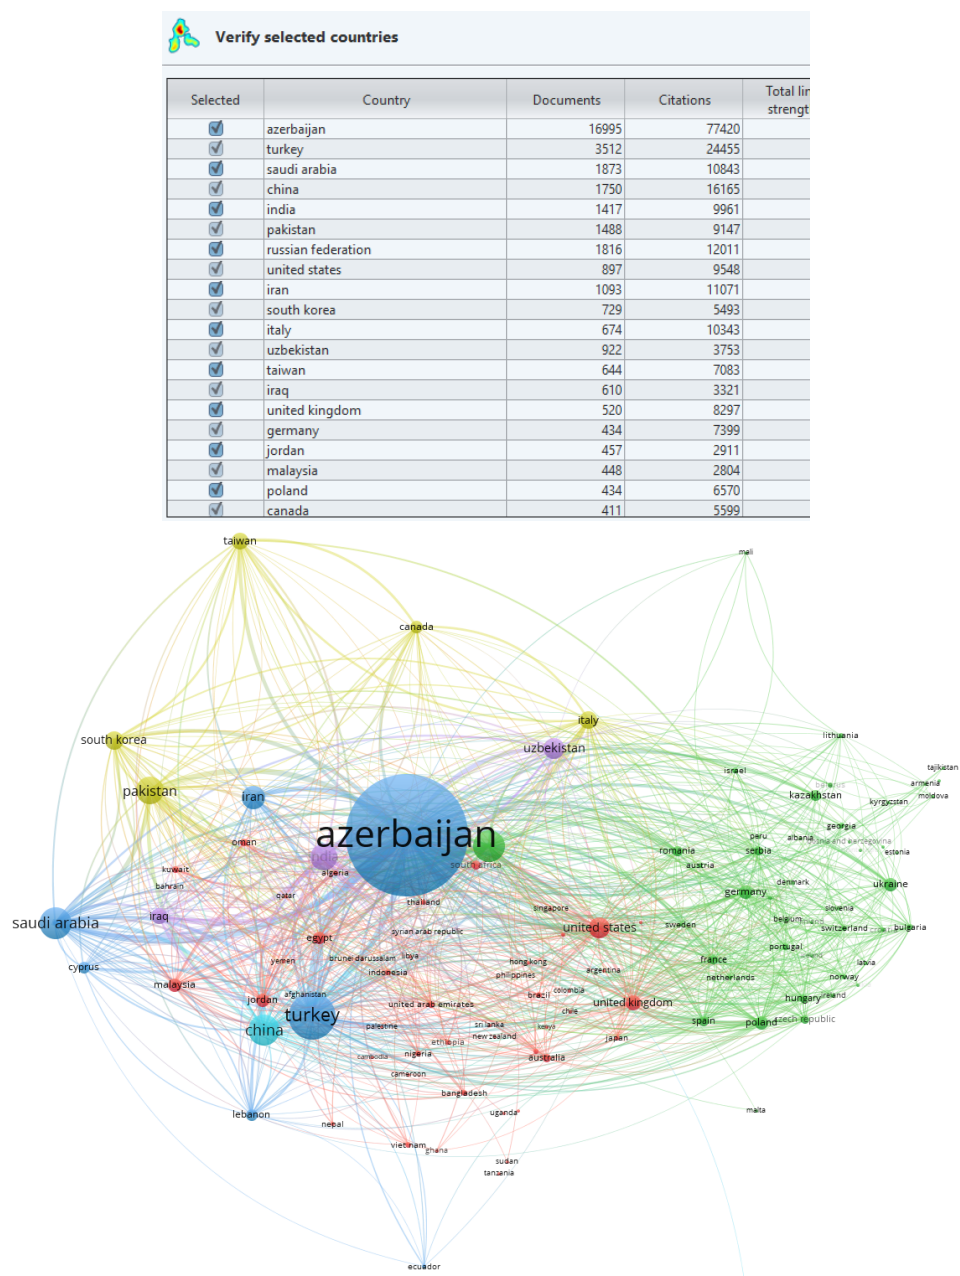 Verify selected countries
Selected Country Documents Citations Total lin
strengt
azerbaijan 16995 77420
turkey 3512 24455
saudi arabia 1873 10843
china 1750 16165
india 1417 9961
pakistan 1488 9147
russian federation 1816 12011
united states 897 9548
iran 1093 11071
south korea 729 5493
italy 674 10343
uzbekistan 922 3753
taiwan 644 7083
iraq 610 3321
united kingdom 520 8297
germany 434 7399
jordan 457 2911
malaysia 448 2804
poland 434 6570
canada 411 5599
taiwan
mali
canada
italy
lithuania
south korea
uzbekistan
tajikistan
israel
armenia
belarus
pakistan
iran
kazakhstan
moldova
kyrgyzstan
georgia
azerbaijan
peru
albania
oman
bosnia and herzegovina
romania
serbia
estonia
india
south africa
austria
kuwait
algeria
bahrain
denmark
ukraine
germany
qatar
thailand
singapore
slovenia
saudi arabia
iraq
belgium
sweden
united states
switzerland
bulgaria
syrian arab republic
egypt
portugal
libya
brunei darussalam
yemen
hong kong
france
latvia
cyprus
indonesia
argentina
philippines
netherlands
norway
malaysia
colombia
afghanistan
brazil
jordan
united arab emirates
united kingdom
hungary
chile
turkey
spain
poland
czech republic
china
palestine
sri lanka
kenya
new zealand
ethiopia
japan
nigeria
cambodia
australia
cameroon
bangladesh
malta
lebanon
uganda
nepal
vietnam
ghana
sudan
tanzania
ecuador